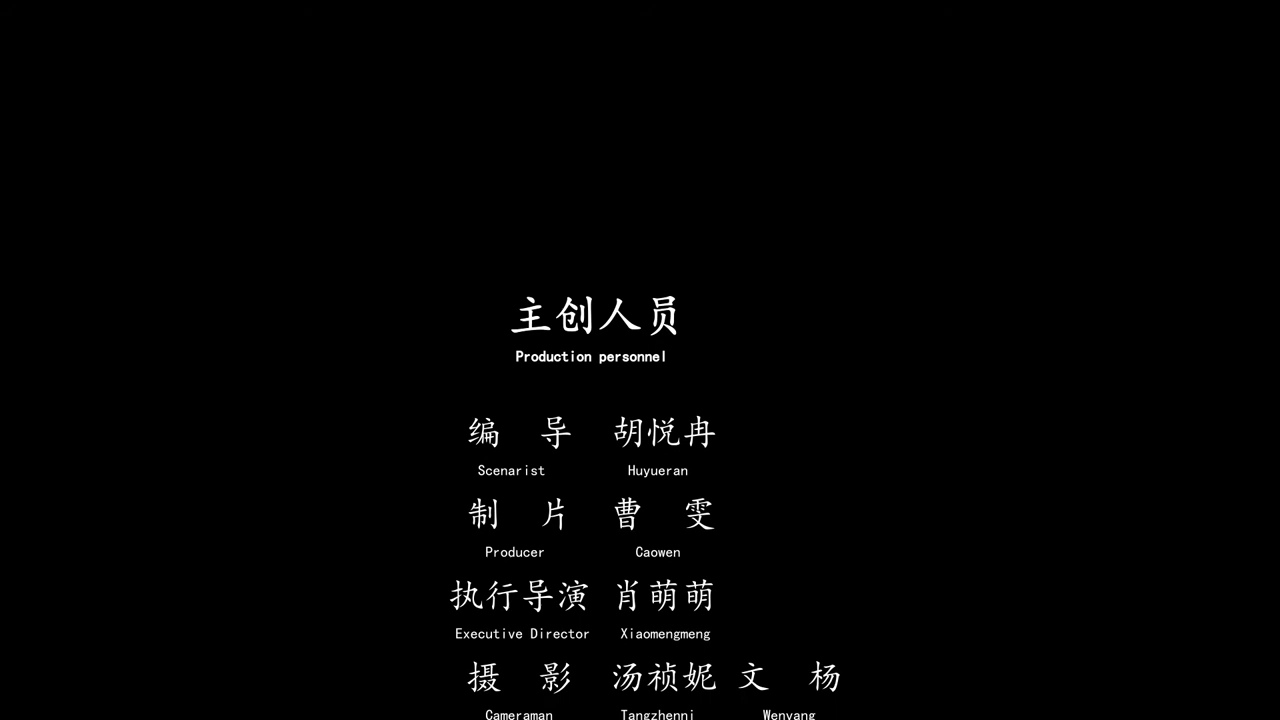 主创人员
Production personnel
编 导 胡悦冉
Scenarist Huyueran
制 片 曹 雯
Producer Caowen
执行导演 肖萌萌
Executive Director Xiaomengmeng
摄 影 汤祯妮 文 杨
Cameraman Tangzhenni Wenyang